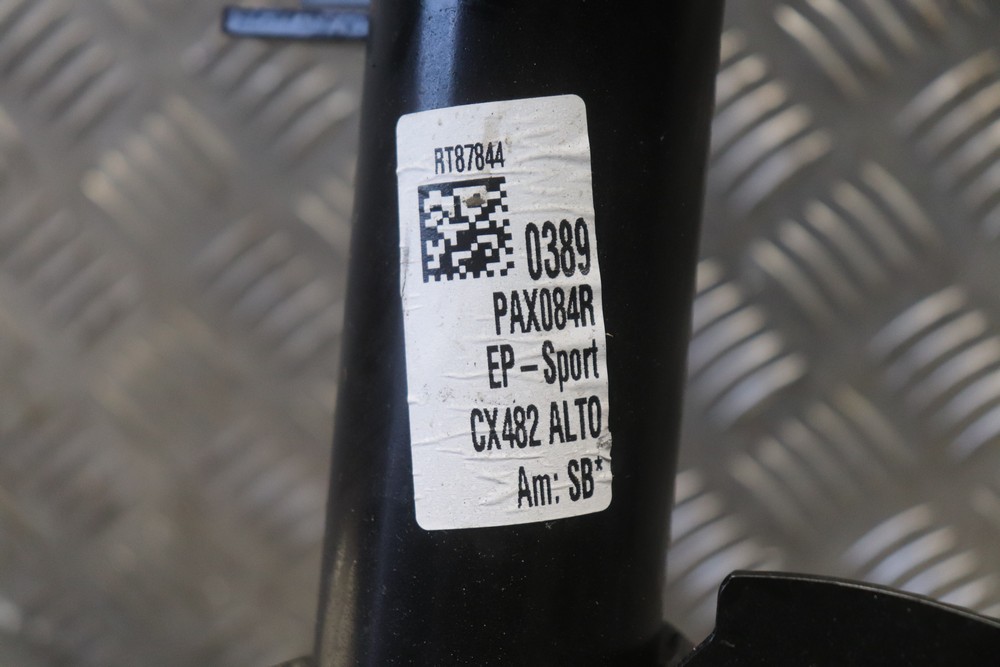 RT87844
0389
PAX084R
EP-Sport
CX482 ALTO
Am: SB*